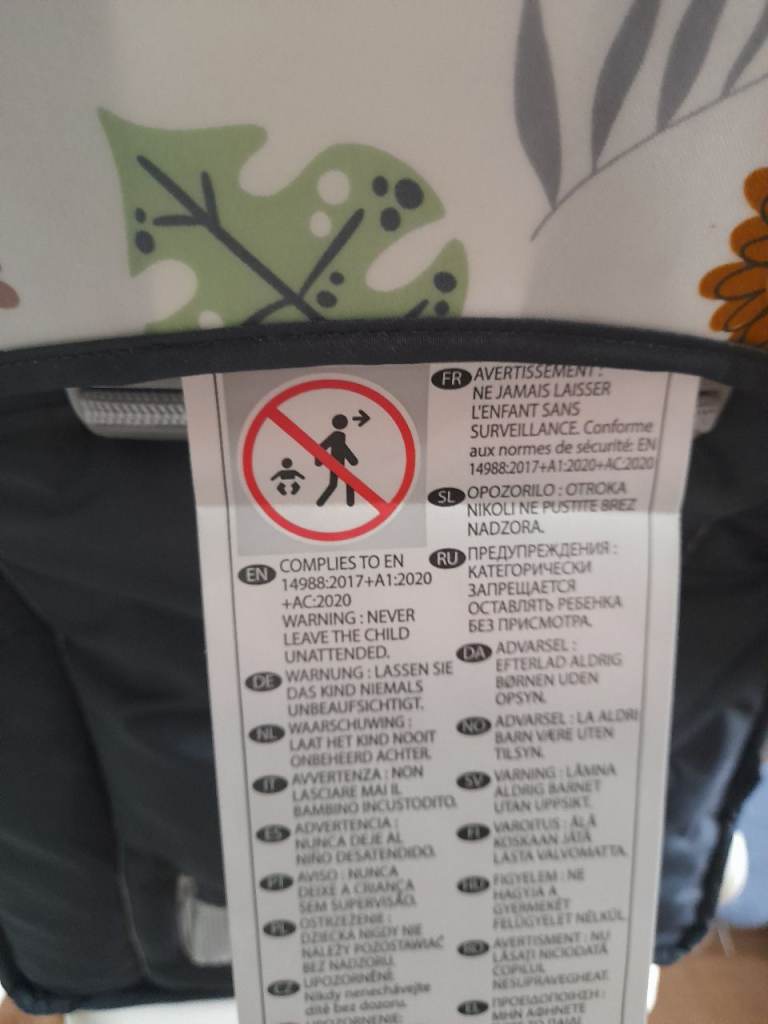 EN COMPLIES TO EN
14988:2017+A1:2020
+AC:2020
WARNING : NEVER
LEAVE THE CHILD
UNATTENDED.
DE WARNUNG : LASSEN SIE
DAS KIND NIEMALS
UNBEAUFSICHTIGT.
NL WAARSCHUWING :
LAAT HET KIND NOOIT
ONBEHEERD ACHTER.
IT AVVERTENZA : NON
LASCIARE MAI IL
BAMBINO INCUSTODITO.
ES ADVERTENCIA :
NUNCA DEJE AL
NIÑO DESATENDIDO.
PT AVISO : NUNCA
DEIXE A CRIANÇA
SEM SUPERVISÃO.
PL OSTRZEŻENIE :
DZIECKA NIGDY NIE
NALEŻY POZOSTAWIAĆ
BEZ NADZORU.
CZ UPOZORNĚNÍ:
Nikdy nenechávejte
dítě bez dozoru.
FR AVERTISSEMENT :
NE JAMAIS LAISSER
L'ENFANT SANS
SURVEILLANCE. Conforme
aux normes de sécurité: EN
14988:2017+A1:2020+AC:2020
SL OPOZORILO : OTROKA
NIKOLI NE PUSTITE BREZ
NADZORA.
RU ПРЕДУПРЕЖДЕНИЯ :
КАТЕГОРИЧЕСКИ
ЗАПРЕЩАЕТСЯ
ОСТАВЛЯТЬ РЕБЕНКА
БЕЗ ПРИСМОТРА.
DA ADVARSEL :
EFTERLAD ALDRIG
BØRNEN UDEN
OPSYN.
NO ADVARSEL : LA ALDRI
BARN VÆRE UTEN
TILSYN.
SV VARNING : LÄMNA
ALDRIG BARNET
UTAN UPPSIKT.
FI VAROITUS : ÄLÄ
KOSKAAN JÄTÄ
LASTA VALVOMATTA.
HU FIGYELEM : NE
HAGYJA A
GYERMEKÉT
FELÜGYELET NÉLKÜL.
RO AVERTISMENT : NU
LĂSAȚI NICIODATĂ
COPILUL
NESUPRAVEGHEAT.
EL ΠΡΟΕΙΔΟΠΟΙΗΣΗ :
ΜΗΝ ΑΦΗΝΕΤΕ